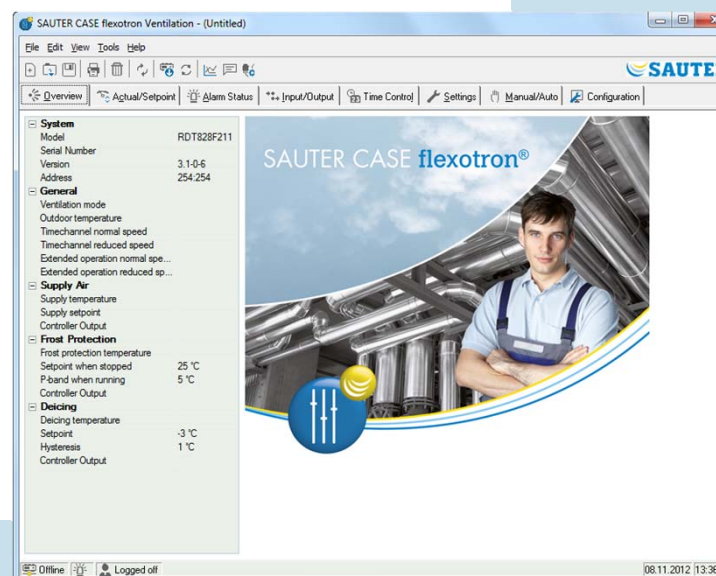 SAUTER CASE flexotron Ventilation - (Untitled)
File Edit View Tools Help
SAUTE
Overview Actual/Setpoint Alarm Status Input/Output Time Control Settings Manual/Auto Configuration
System
Model RDT828F211
Serial Number
Version 3.1-0-6
Address 254:254
General
Ventilation mode
Outdoor temperature
Timechannel normal speed
Timechannel reduced speed
Extended operation normal spe...
Extended operation reduced sp...
Supply Air
Supply temperature
Supply setpoint
Controller Output
Frost Protection
Frost protection temperature
Setpoint when stopped 25 °C
P-band when running 5 °C
Controller Output
Deicing
Deicing temperature
Setpoint -3 °C
Hysteresis 1 °C
Controller Output
SAUTER CASE flexotron®
Offline Logged off 08.11.2012 13:36